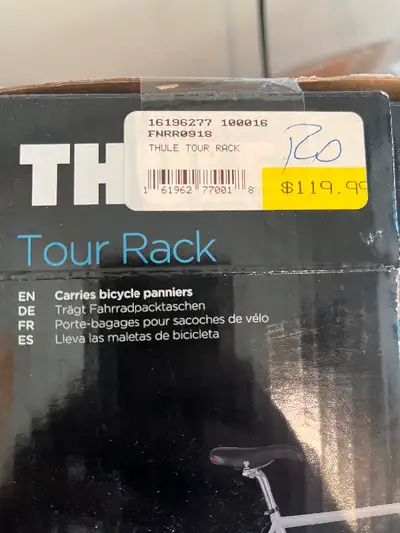 16196277 100016
FNRR0918
THULE TOUR RACK
1 61962 77001 8
$119.99
TH
Tour Rack
EN Carries bicycle panniers
DE Trägt Fahrradpacktaschen
FR Porte-bagages pour sacoches de vélo
ES Lleva las maletas de bicicleta